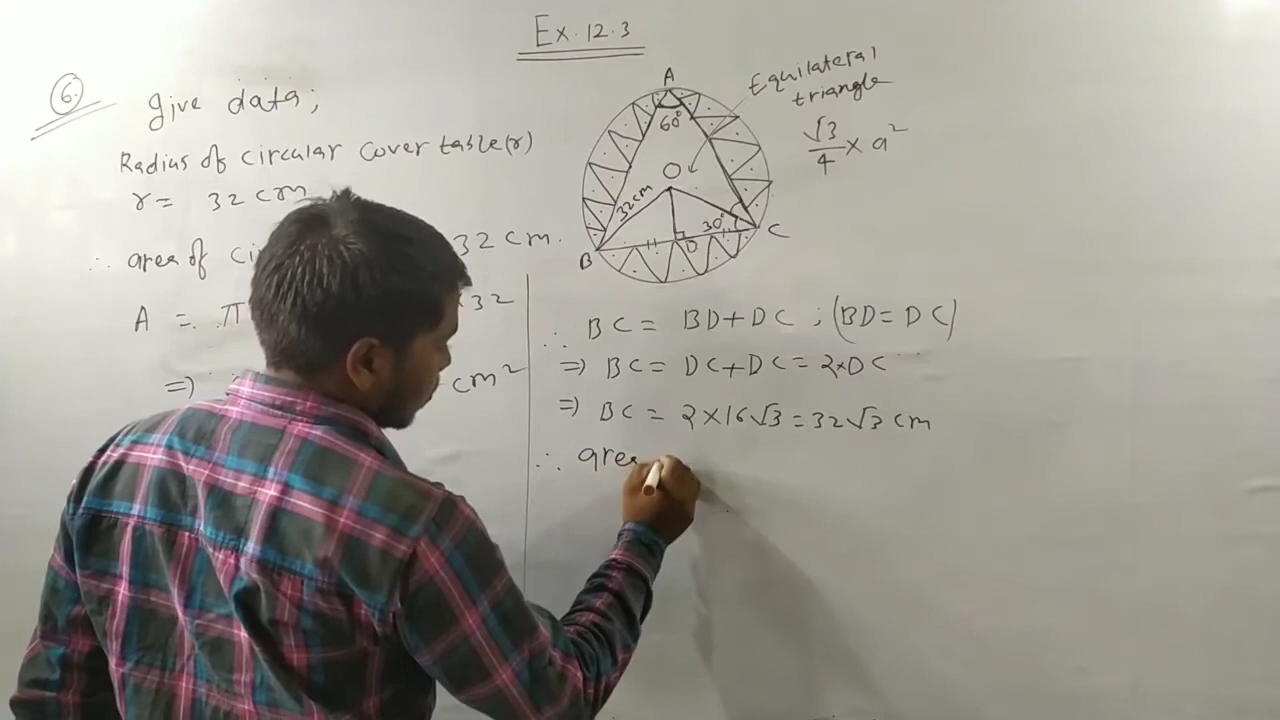 Ex. 12.3
6.
give data;
Radius of circular cover table(r)
r = 32 cm
∴ area of 32 cm.
A = π 32
=> cm²
A
60°
O
32cm
30°
B
D
C
Equilateral
triangle
√3/4 × a²
∴ BC = BD+DC ; (BD=DC)
=> BC = DC+DC = 2×DC
=> BC = 2×16√3 = 32√3 cm
∴ area